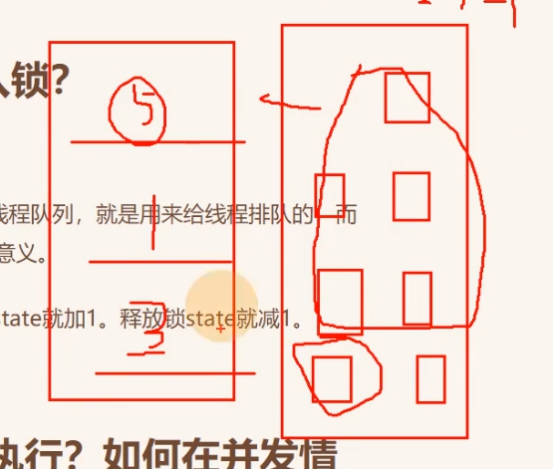 入锁？
5
线程队列，就是用来给线程排队的，而
1
意义。
state就加1。释放锁state就减1。
3
执行？如何在并发情